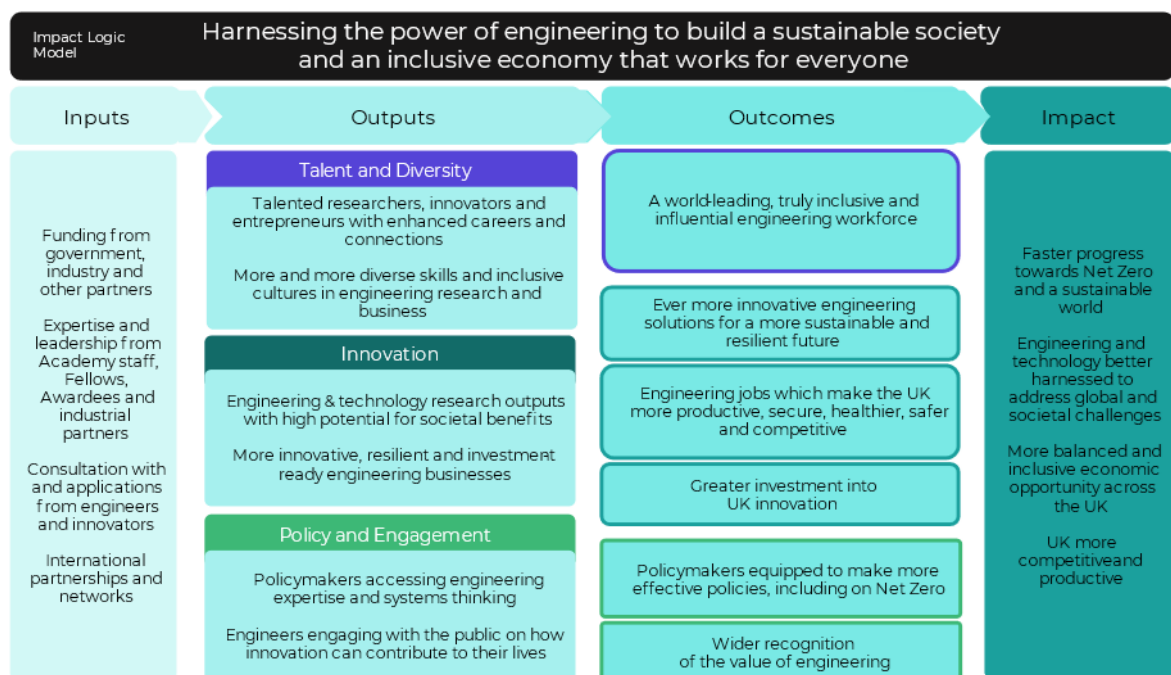 Impact Logic
Model
Harnessing the power of engineering to build a sustainable society
and an inclusive economy that works for everyone
Inputs
Outputs
Outcomes
Impact
Funding from
government,
industry and
other partners
Expertise and
leadership from
Academy staff,
Fellows,
Awardees and
industrial
partners
Consultation with
and applications
from engineers
and innovators
International
partnerships and
networks
Talent and Diversity
Talented researchers, innovators and
entrepreneurs with enhanced careers and
connections
More and more diverse skills and inclusive
cultures in engineering research and
business
Innovation
Engineering & technology research outputs
with high potential for societal benefits
More innovative, resilient and investment-
ready engineering businesses
Policy and Engagement
Policymakers accessing engineering
expertise and systems thinking
Engineers engaging with the public on how
innovation can contribute to their lives
A world-leading, truly inclusive and
influential engineering workforce
Ever more innovative engineering
solutions for a more sustainable and
resilient future
Engineering jobs which make the UK
more productive, secure, healthier, safer
and competitive
Greater investment into
UK innovation
Policymakers equipped to make more
effective policies, including on Net Zero
Wider recognition
of the value of engineering
Faster progress
towards Net Zero
and a sustainable
world
Engineering and
technology better
harnessed to
address global and
societal challenges
More balanced and
inclusive economic
opportunity across
the UK
UK more
competitiveand
productive